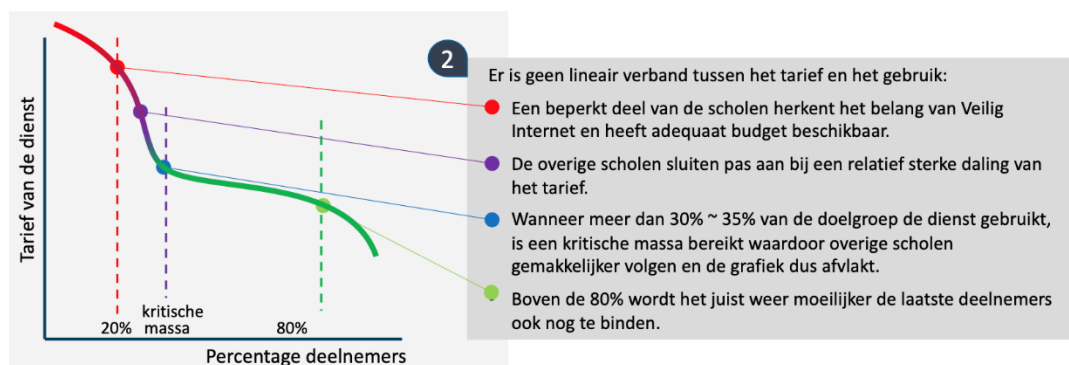 Tarief van de dienst
20%
kritische
massa
80%
Percentage deelnemers
2
Er is geen lineair verband tussen het tarief en het gebruik:
Een beperkt deel van de scholen herkent het belang van Veilig
Internet en heeft adequaat budget beschikbaar.
De overige scholen sluiten pas aan bij een relatief sterke daling van
het tarief.
Wanneer meer dan 30% ~ 35% van de doelgroep de dienst gebruikt,
is een kritische massa bereikt waardoor overige scholen
gemakkelijker volgen en de grafiek dus afvlakt.
Boven de 80% wordt het juist weer moeilijker de laatste deelnemers
ook nog te binden.